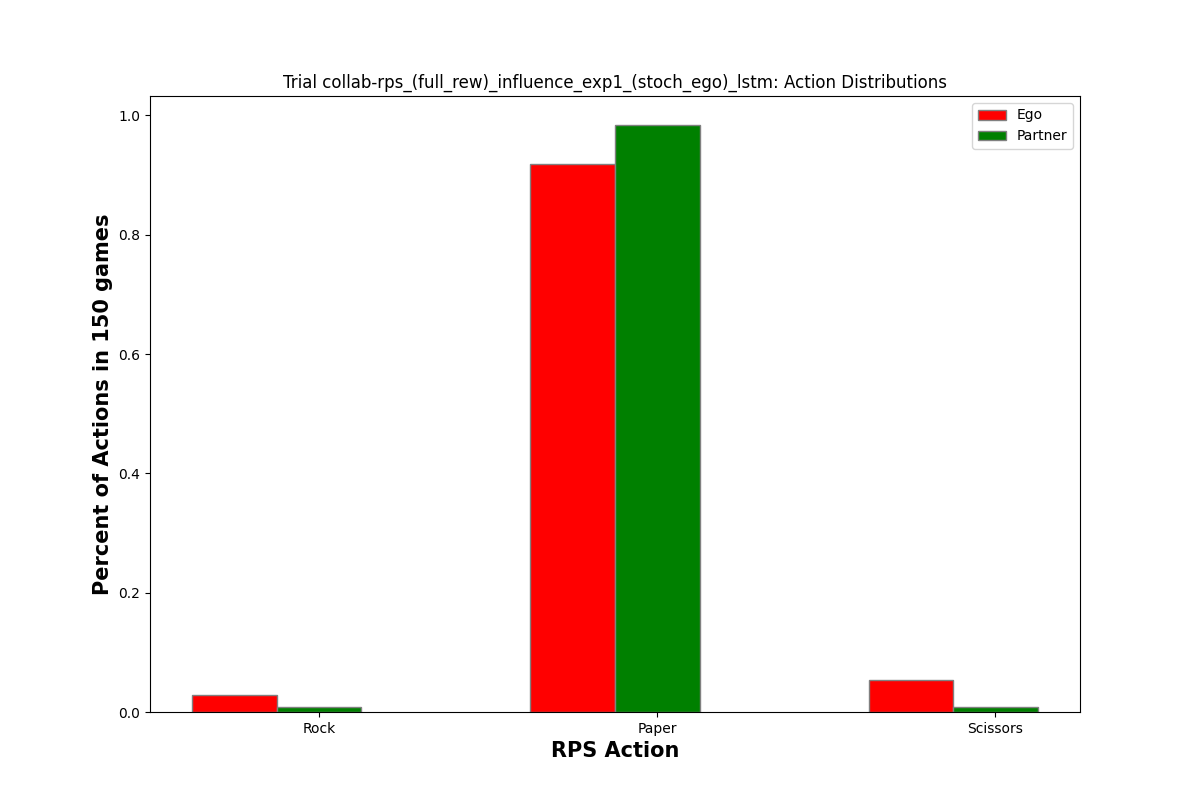 Trial collab-rps_(full_rew)_influence_exp1_(stoch_ego)_lstm: Action Distributions
Ego
Partner
1.0
0.8
0.6
0.4
0.2
0.0
Percent of Actions in 150 games
Rock
Paper
Scissors
RPS Action